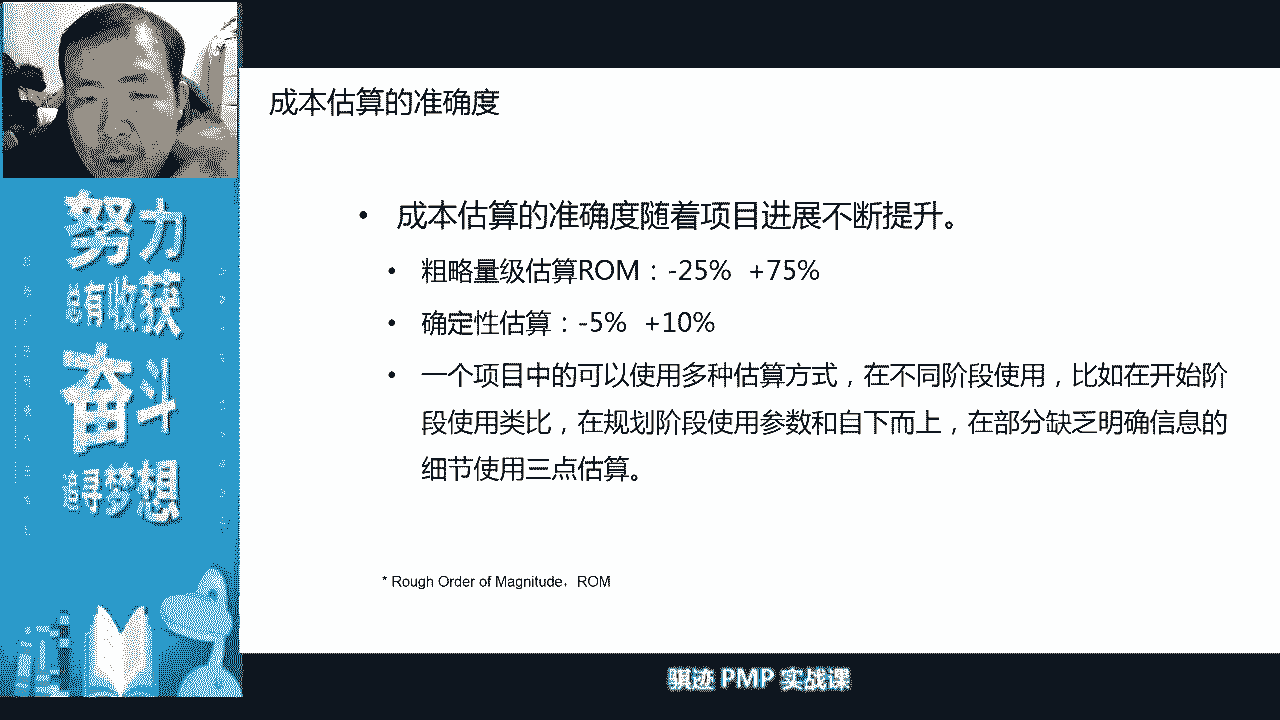 成本估算的准确度
• 成本估算的准确度随着项目进展不断提升。
• 粗略量级估算ROM：-25% +75%
• 确定性估算：-5% +10%
• 一个项目中的可以使用多种估算方式，在不同阶段使用，比如在开始阶
段使用类比，在规划阶段使用参数和自下而上，在部分缺乏明确信息的
细节使用三点估算。
* Rough Order of Magnitude，ROM
努力
总有收获
奋斗
追寻梦想
骐迹 PMP 实战课